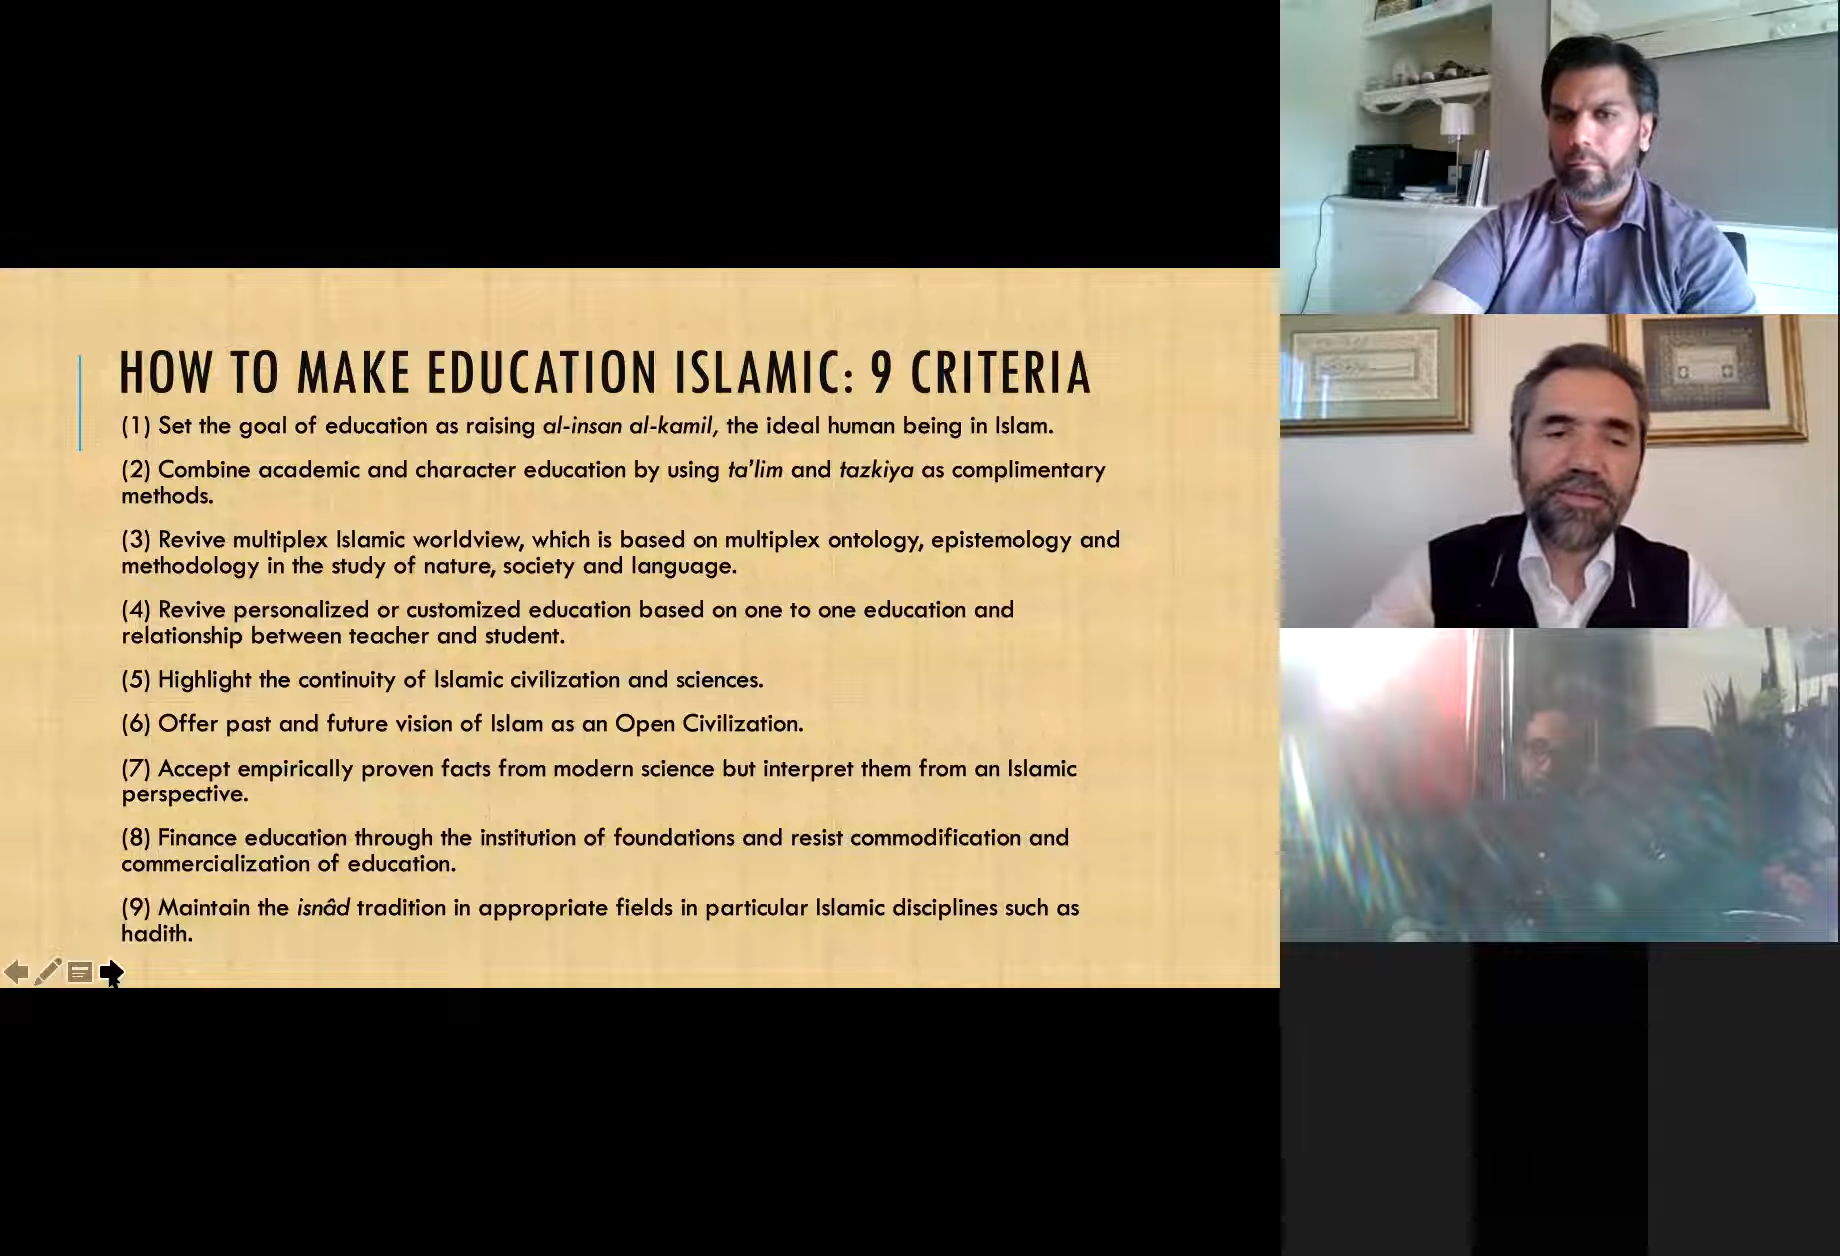 HOW TO MAKE EDUCATION ISLAMIC: 9 CRITERIA
(1) Set the goal of education as raising al-insan al-kamil, the ideal human being in Islam.
(2) Combine academic and character education by using ta'lim and tazkiya as complimentary
methods.
(3) Revive multiplex Islamic worldview, which is based on multiplex ontology, epistemology and
methodology in the study of nature, society and language.
(4) Revive personalized or customized education based on one to one education and
relationship between teacher and student.
(5) Highlight the continuity of Islamic civilization and sciences.
(6) Offer past and future vision of Islam as an Open Civilization.
(7) Accept empirically proven facts from modern science but interpret them from an Islamic
perspective.
(8) Finance education through the institution of foundations and resist commodification and
commercialization of education.
(9) Maintain the isnâd tradition in appropriate fields in particular Islamic disciplines such as
hadith.